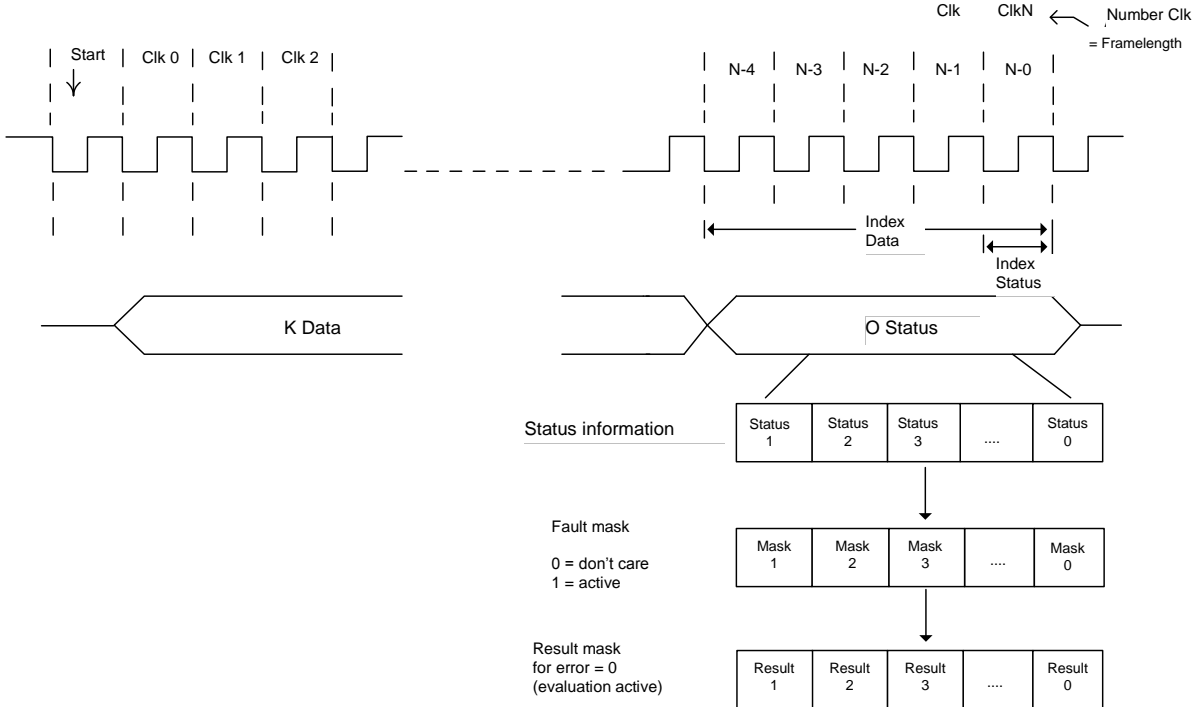 Clk ClkN Number Clk
= Framelength
Start Clk 0 Clk 1 Clk 2 N-4 N-3 N-2 N-1 N-0
Index
Data
Index
Status
K Data O Status
Status information
Status
1
Status
2
Status
3
....
Status
0
Fault mask
0 = don't care
1 = active
Mask
1
Mask
2
Mask
3
....
Mask
0
Result mask
for error = 0
(evaluation active)
Result
1
Result
2
Result
3
....
Result
0